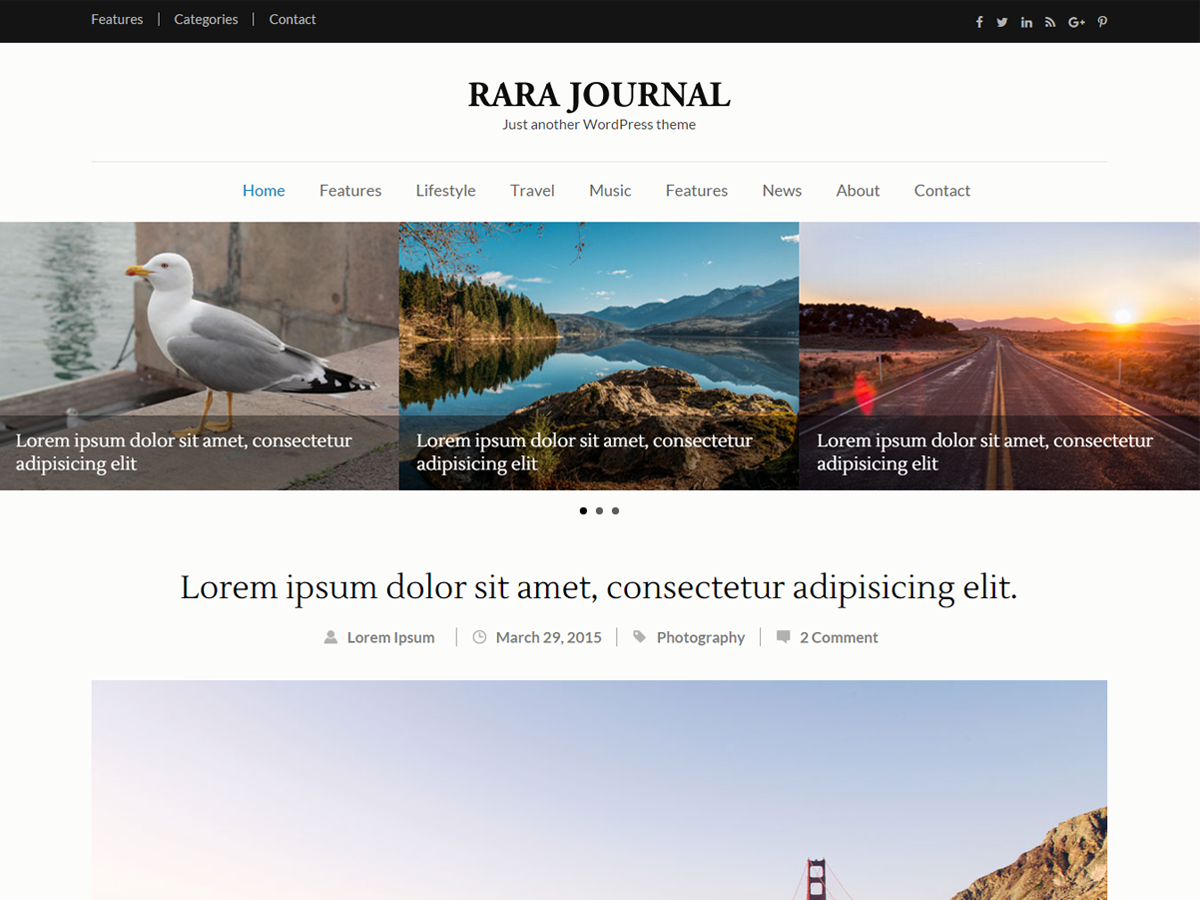 Features | Categories | Contact
RARA JOURNAL
Just another WordPress theme
Home Features Lifestyle Travel Music Features News About Contact
Lorem ipsum dolor sit amet, consectetur
adipisicing elit
Lorem ipsum dolor sit amet, consectetur
adipisicing elit
Lorem ipsum dolor sit amet, consectetur
adipisicing elit
Lorem ipsum dolor sit amet, consectetur adipisicing elit.
Lorem Ipsum | March 29, 2015 | Photography | 2 Comment